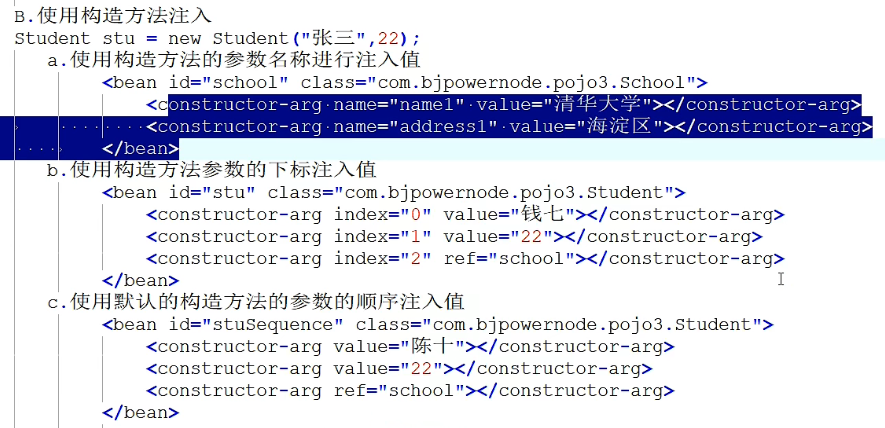 B.使用构造方法注入
Student stu = new Student("张三",22);
a.使用构造方法的参数名称进行注入值
<bean id="school" class="com.bjpowernode.pojo3.School">
<constructor-arg name="name1" value="清华大学"></constructor-arg>
<constructor-arg name="address1" value="海淀区"></constructor-arg>
</bean>
b.使用构造方法参数的下标注入值
<bean id="stu" class="com.bjpowernode.pojo3.Student">
<constructor-arg index="0" value="钱七"></constructor-arg>
<constructor-arg index="1" value="22"></constructor-arg>
<constructor-arg index="2" ref="school"></constructor-arg>
</bean>
c.使用默认的构造方法的参数的顺序注入值
<bean id="stuSequence" class="com.bjpowernode.pojo3.Student">
<constructor-arg value="陈十"></constructor-arg>
<constructor-arg value="22"></constructor-arg>
<constructor-arg ref="school"></constructor-arg>
</bean>